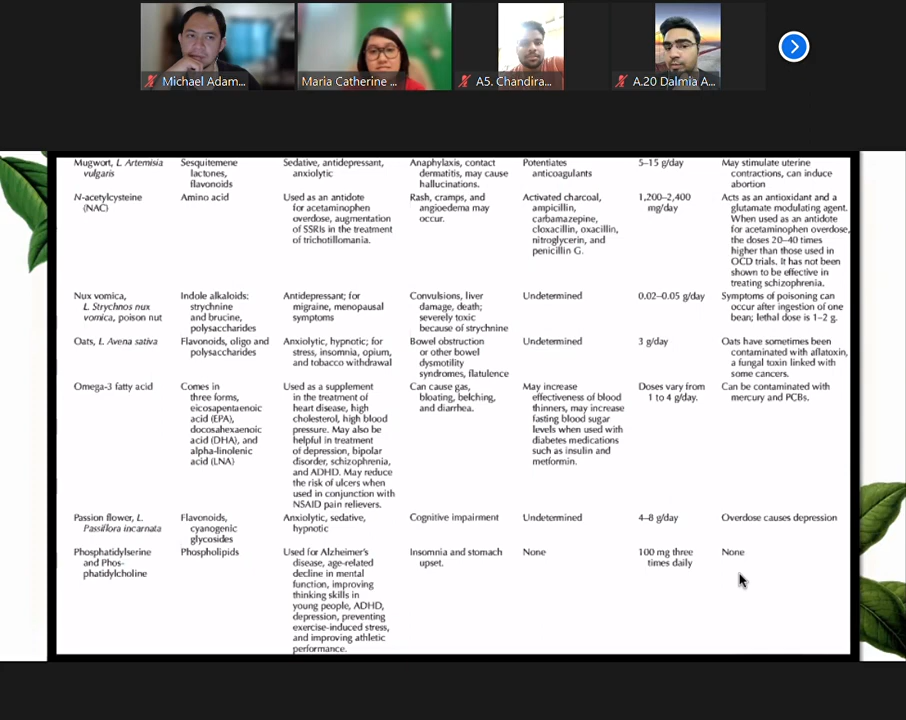 Michael Adam...
Maria Catherine ...
A5. Chandira...
A.20 Dalmia A...
Mugwort, L. Artemisia
vulgaris
Sesquitemene
lactones,
flavonoids
Sedative, antidepressant,
anxiolytic
Anaphylaxis, contact
dermatitis, may cause
hallucinations.
Potentiates
anticoagulants
5–15 g/day
May stimulate uterine
contractions, can induce
abortion
N-acetylcysteine
(NAC)
Amino acid
Used as an antidote
for acetaminophen
overdose, augmentation
of SSRIs in the treatment
of trichotillomania.
Rash, cramps, and
angioedema may
occur.
Activated charcoal,
ampicillin,
carbamazepine,
cloxacillin, oxacillin,
nitroglycerin, and
penicillin G.
1,200–2,400
mg/day
Acts as an antioxidant and a
glutamate modulating agent.
When used as an antidote
for acetaminophen overdose,
the doses 20–40 times
higher than those used in
OCD trials. It has not been
shown to be effective in
treating schizophrenia.
Nux vomica,
L. Strychnos nux
vomica, poison nut
Indole alkaloids:
strychnine
and brucine,
polysaccharides
Antidepressant; for
migraine, menopausal
symptoms
Convulsions, liver
damage, death;
severely toxic
because of strychnine
Undetermined
0.02–0.05 g/day
Symptoms of poisoning can
occur after ingestion of one
bean; lethal dose is 1–2 g.
Oats, L. Avena sativa
Flavonoids, oligo and
polysaccharides
Anxiolytic, hypnotic; for
stress, insomnia, opium,
and tobacco withdrawal
Bowel obstruction
or other bowel
dysmotility
syndromes, flatulence
Undetermined
3 g/day
Oats have sometimes been
contaminated with aflatoxin,
a fungal toxin linked with
some cancers.
Omega-3 fatty acid
Comes in
three forms,
eicosapentaenoic
acid (EPA),
docosahexaenoic
acid (DHA), and
alpha-linolenic
acid (LNA)
Used as a supplement
in the treatment of
heart disease, high
cholesterol, high blood
pressure. May also be
helpful in treatment
of depression, bipolar
disorder, schizophrenia,
and ADHD. May reduce
the risk of ulcers when
used in conjunction with
NSAID pain relievers.
Can cause gas,
bloating, belching,
and diarrhea.
May increase
effectiveness of blood
thinners, may increase
fasting blood sugar
levels when used with
diabetes medications
such as insulin and
metformin.
Doses vary from
1 to 4 g/day.
Can be contaminated with
mercury and PCBs.
Passion flower, L.
Passiflora incarnata
Flavonoids,
cyanogenic
glycosides
Anxiolytic, sedative,
hypnotic
Cognitive impairment
Undetermined
4–8 g/day
Overdose causes depression
Phosphatidylserine
and Phos-
phatidylcholine
Phospholipids
Used for Alzheimer's
disease, age-related
decline in mental
function, improving
thinking skills in
young people, ADHD,
depression, preventing
exercise-induced stress,
and improving athletic
performance.
Insomnia and stomach
upset.
None
100 mg three
times daily
None